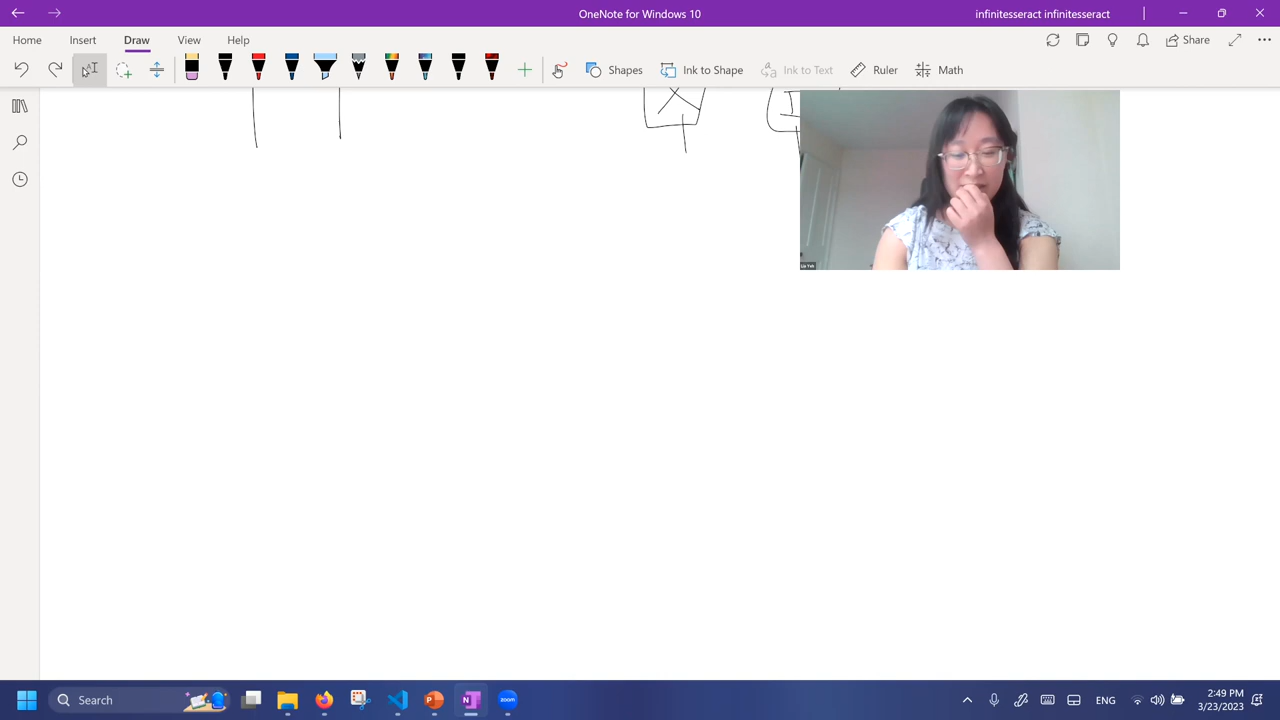 OneNote for Windows 10
infinitesseract infinitesseract
Home
Insert
Draw
View
Help
Share
Shapes
Ink to Shape
Ink to Text
Ruler
Math
X
I
Search
zoom
ENG
2:49 PM
3/23/2023